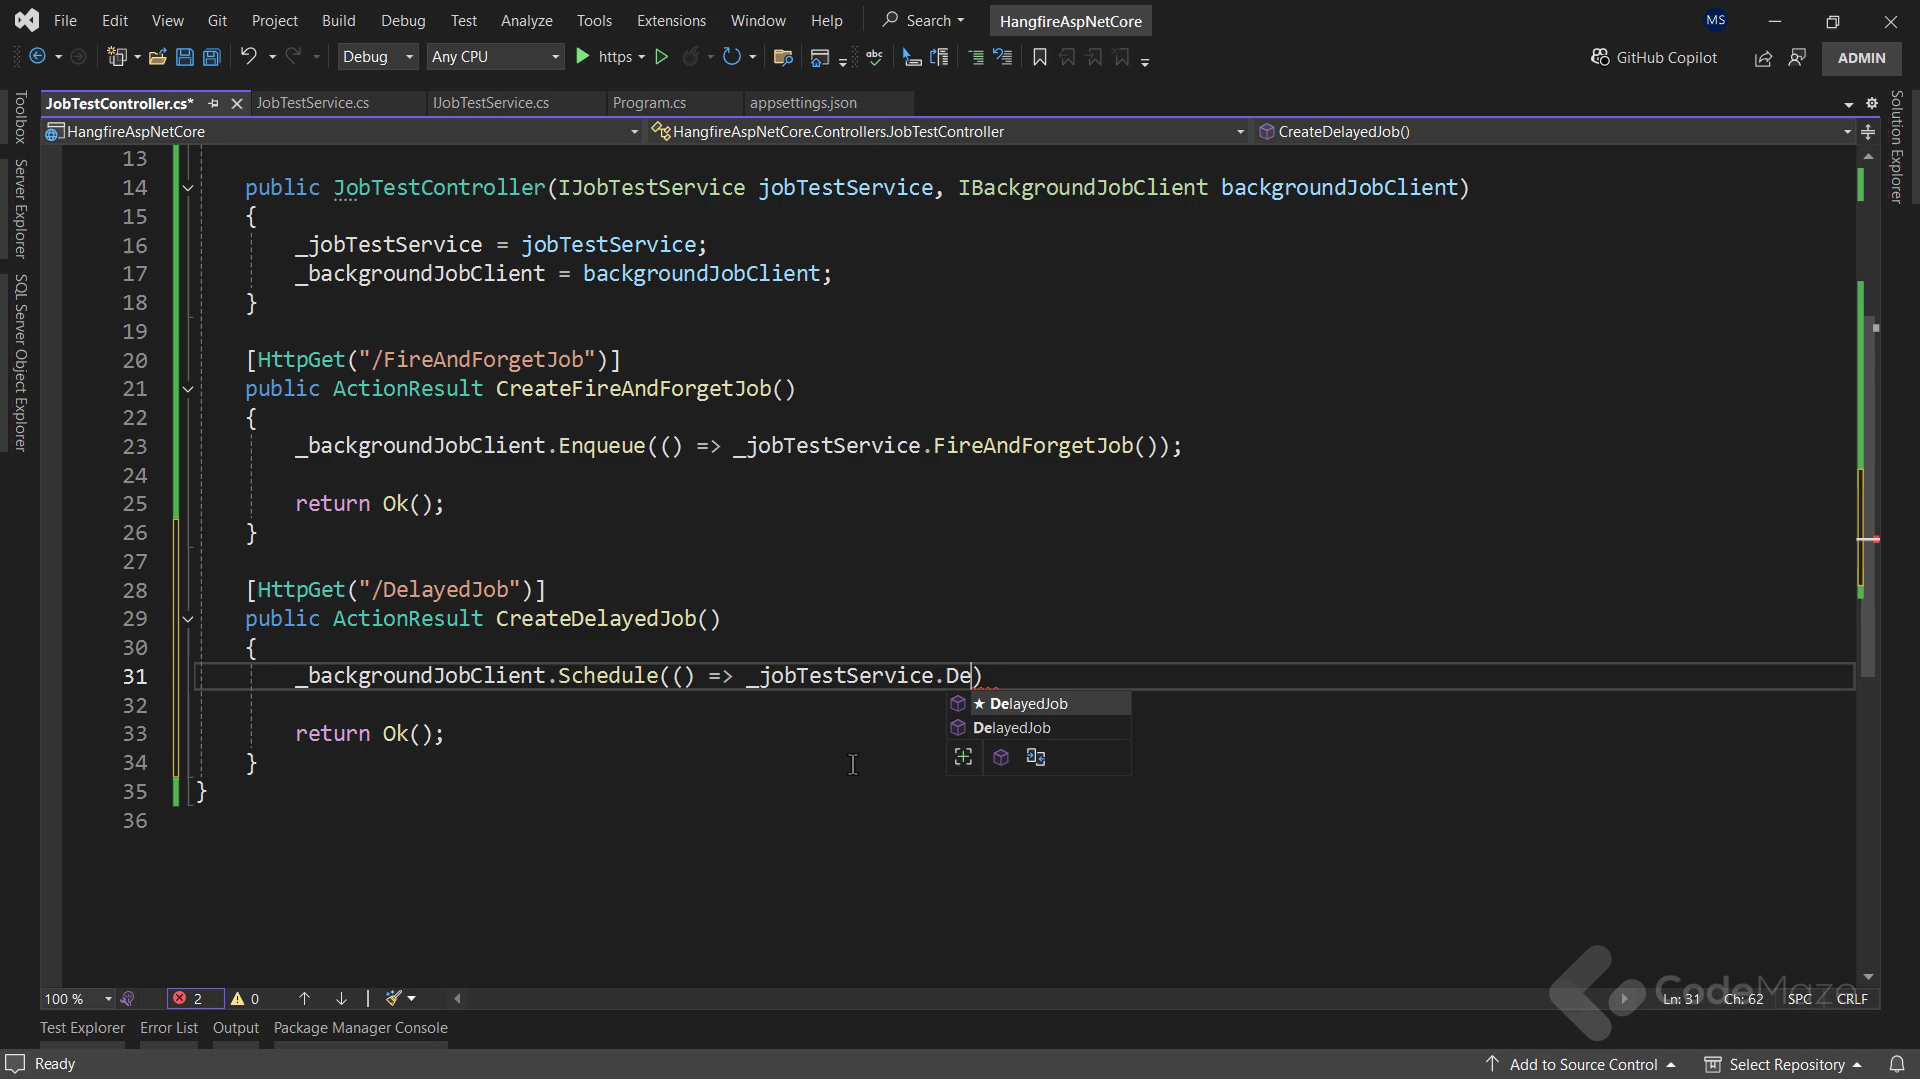 File Edit View Git Project Build Debug Test Analyze Tools Extensions Window Help Search HangfireAspNetCore MS
Debug Any CPU https abc GitHub Copilot ADMIN
JobTestController.cs* JobTestService.cs IJobTestService.cs Program.cs appsettings.json
HangfireAspNetCore HangfireAspNetCore.Controllers.JobTestController CreateDelayedJob()
Toolbox
Server Explorer
SQL Server Object Explorer
Solution Explorer
13
14 public JobTestController(IJobTestService jobTestService, IBackgroundJobClient backgroundJobClient)
15 {
16 _jobTestService = jobTestService;
17 _backgroundJobClient = backgroundJobClient;
18 }
19
20 [HttpGet("/FireAndForgetJob")]
21 public ActionResult CreateFireAndForgetJob()
22 {
23 _backgroundJobClient.Enqueue(() => _jobTestService.FireAndForgetJob());
24
25 return Ok();
26 }
27
28 [HttpGet("/DelayedJob")]
29 public ActionResult CreateDelayedJob()
30 {
31 _backgroundJobClient.Schedule(() => _jobTestService.De)
★ DelayedJob
32
DelayedJob
33 return Ok();
34 }
35 }
36
CodeMaze
100 % 2 0 Ln: 31 Ch: 62 SPC CRLF
Test Explorer Error List Output Package Manager Console
Ready Add to Source Control Select Repository